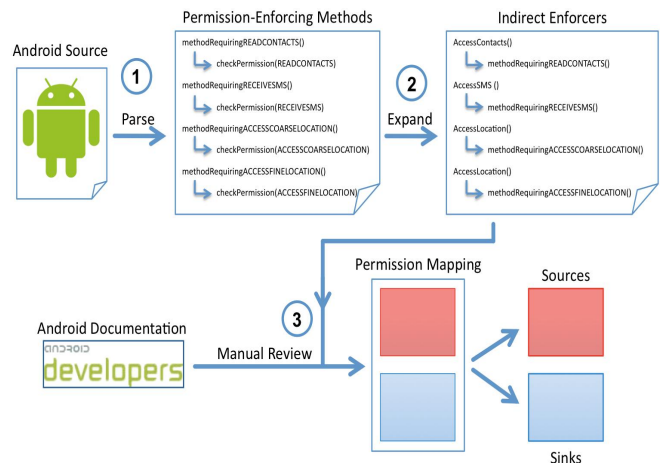 Permission-Enforcing Methods
Indirect Enforcers
Android Source
1
Parse
methodRequiringREADCONTACTS()
checkPermission(READCONTACTS)
methodRequiringRECEIVESMS()
checkPermission(RECEIVESMS)
methodRequiringACCESSCOARSELOCATION()
checkPermission(ACCESSCOARSELOCATION)
methodRequiringACCESSFINELOCATION()
checkPermission(ACCESSFINELOCATION)
2
Expand
AccessContacts()
methodRequiringREADCONTACTS()
AccessSMS ()
methodRequiringRECEIVESMS()
AccessLocation()
methodRequiringACCESSCOARSELOCATION()
AccessLocation()
methodRequiringACCESSFINELOCATION()
Permission Mapping
Sources
3
Android Documentation
android
developers
Manual Review
Sinks